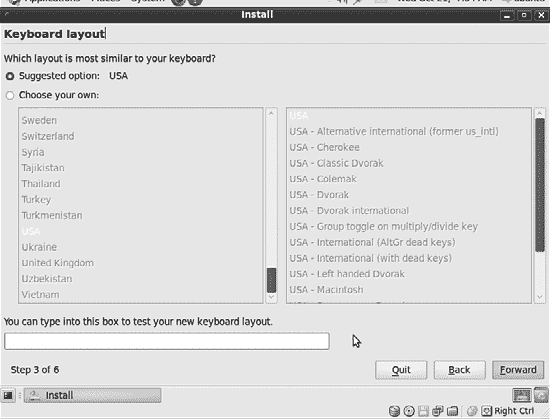 Install
Keyboard layout
Which layout is most similar to your keyboard?
Suggested option: USA
Choose your own:
Sweden
Switzerland
Syria
Tajikistan
Thailand
Turkey
Turkmenistan
USA
Ukraine
United Kingdom
Uzbekistan
Vietnam
USA
USA - Alternative international (former us_intl)
USA - Cherokee
USA - Classic Dvorak
USA - Colemak
USA - Dvorak
USA - Dvorak international
USA - Group toggle on multiply/divide key
USA - International (AltGr dead keys)
USA - International (with dead keys)
USA - Left handed Dvorak
USA - Macintosh
You can type into this box to test your new keyboard layout.
Step 3 of 6
Quit Back Forward
Install
Right Ctrl